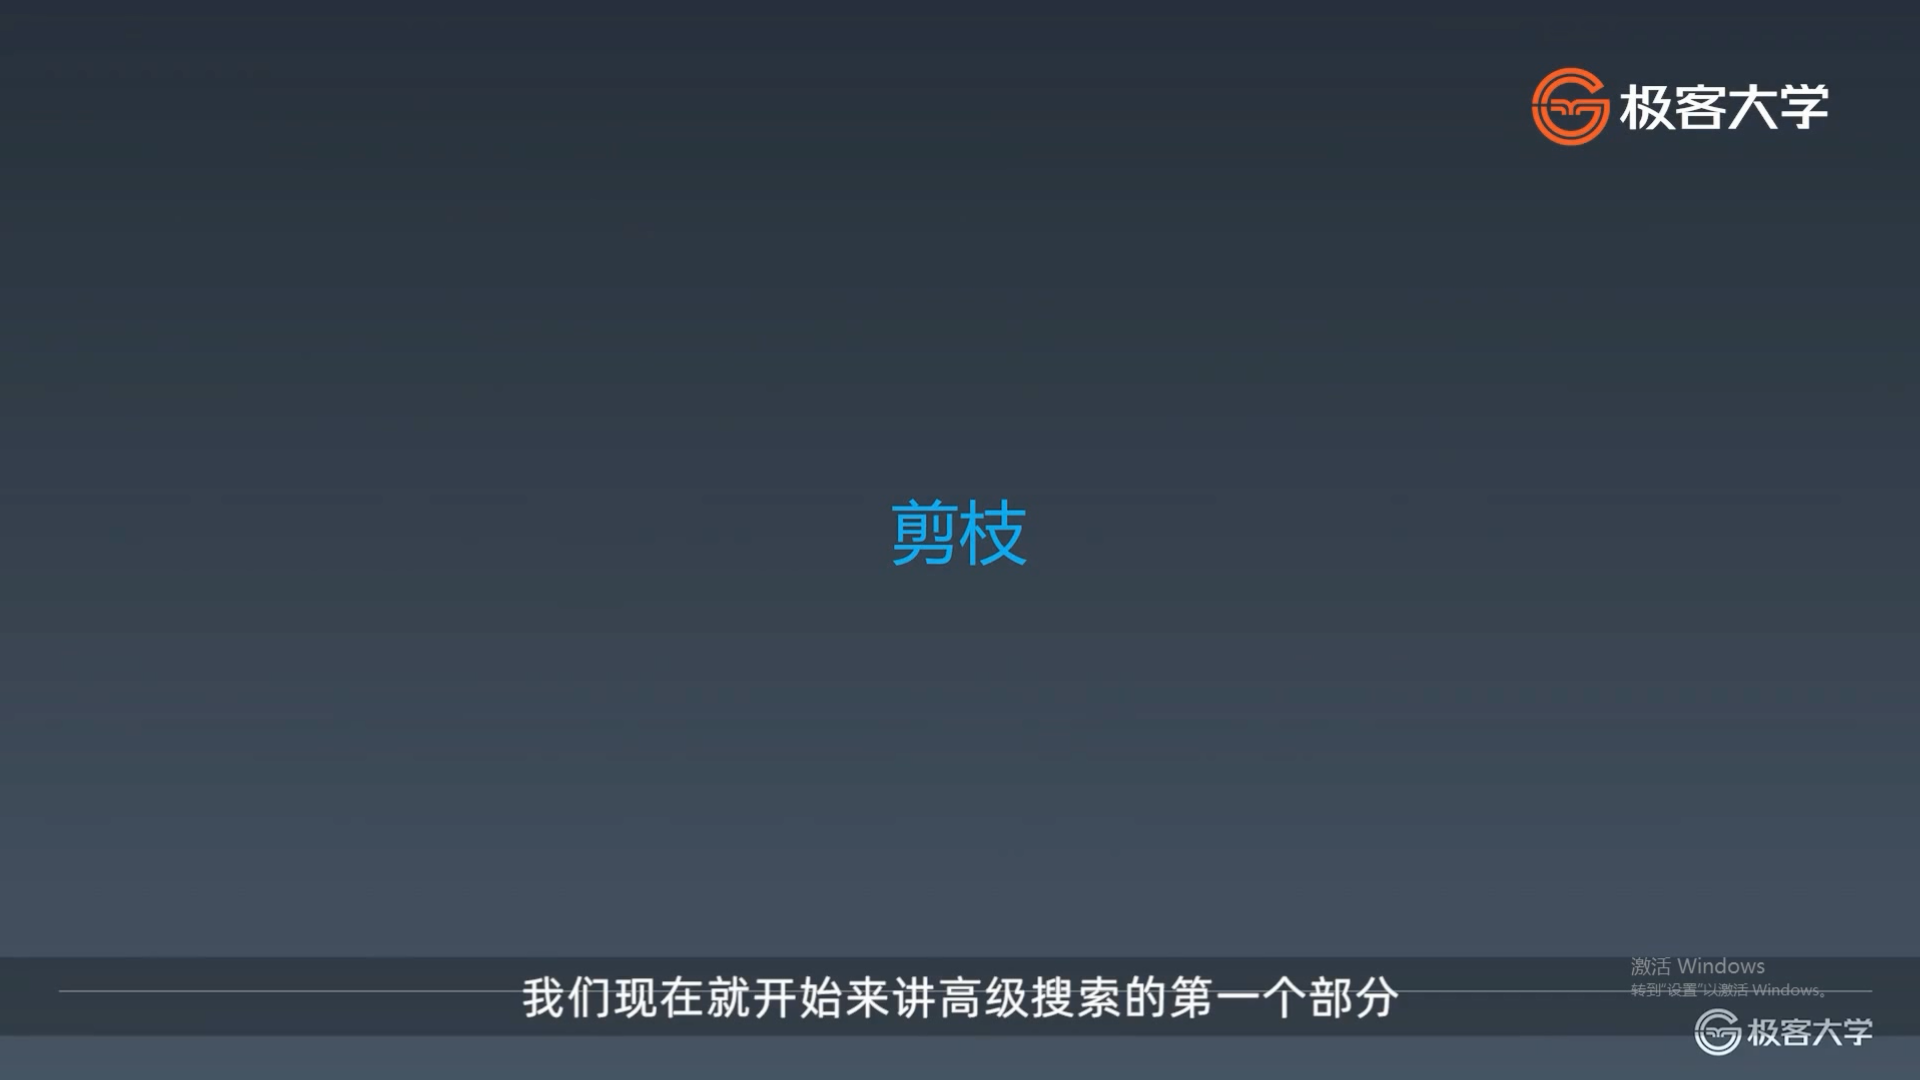 极客大学
剪枝
我们现在就开始来讲高级搜索的第一个部分
激活 Windows
转到“设置”以激活 Windows。
极客大学